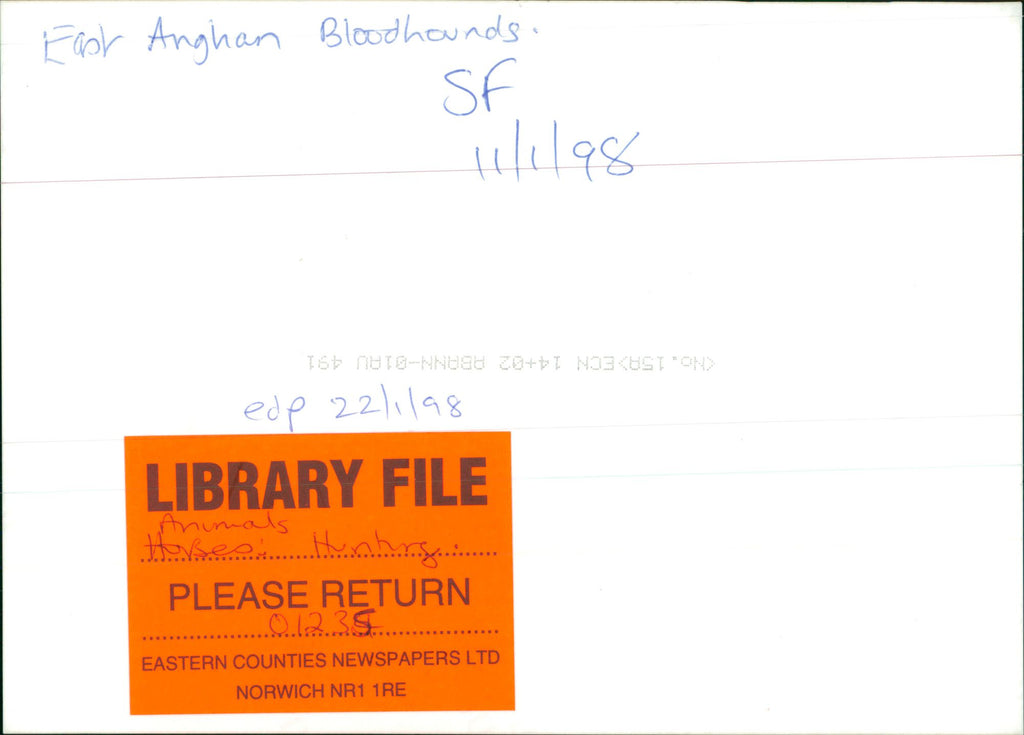 East Anglian Bloodhounds.
SF
11/1/98
<No.15A>ECN 14+02 ABANN-01AU 491
edp 22/1/98
LIBRARY FILE
Animals
Horses: Hunting.
PLEASE RETURN
01235
EASTERN COUNTIES NEWSPAPERS LTD
NORWICH NR1 1RE